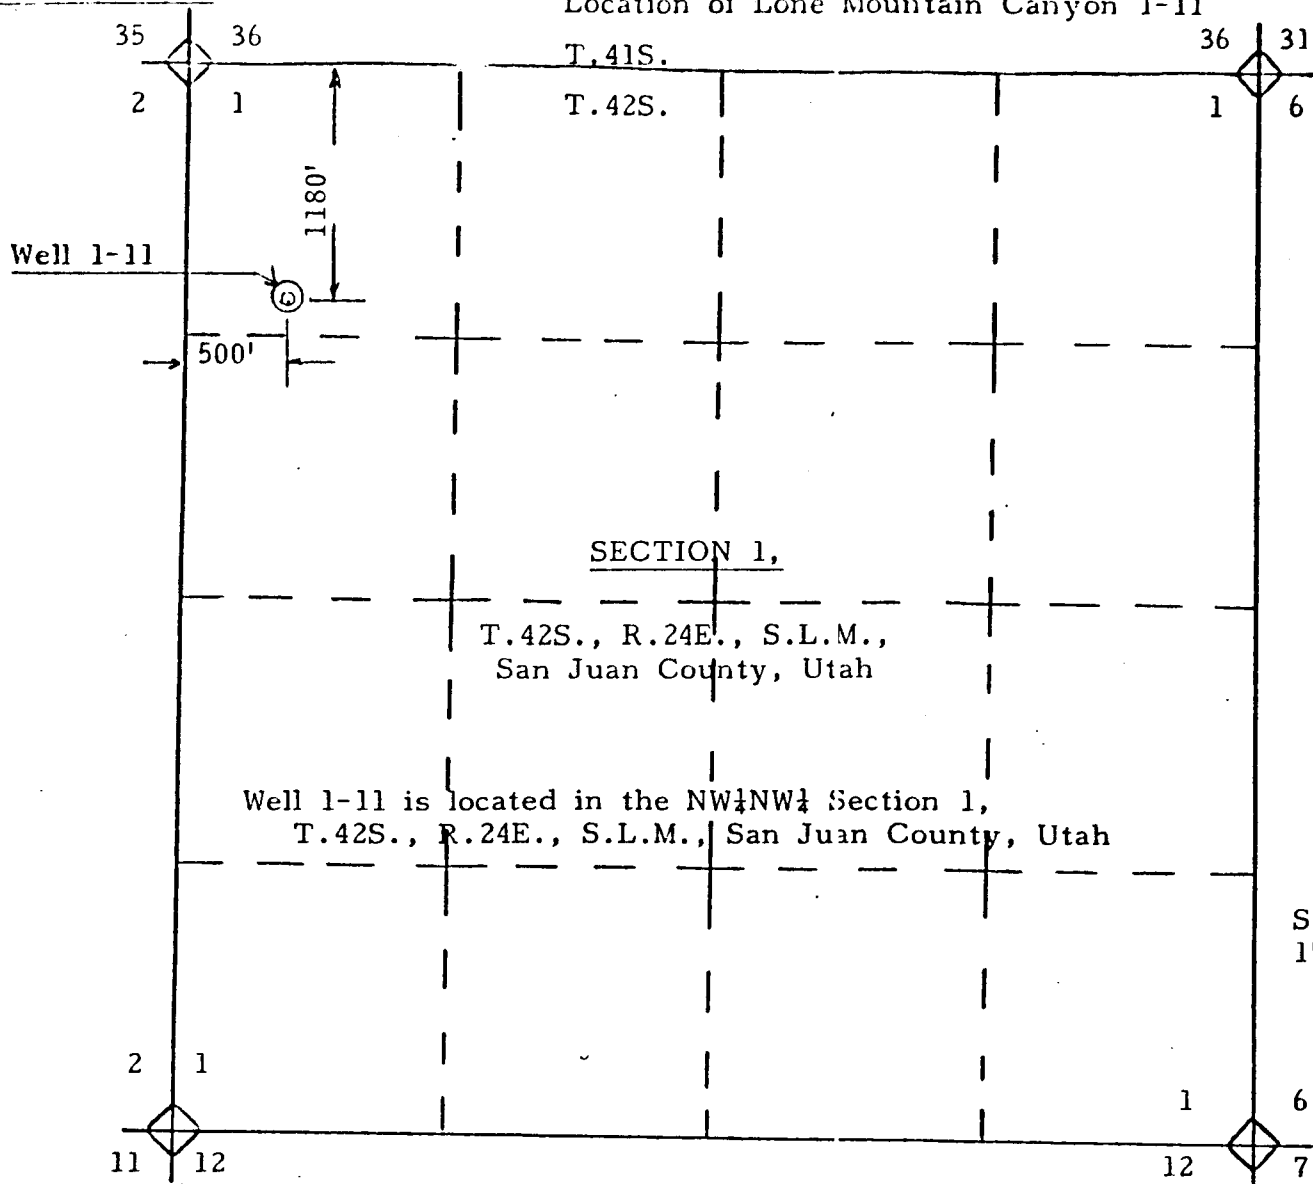 Location of Lone Mountain Canyon 1-11
35 36
36 31
T.41S.
2 1
T.42S.
1 6
1180'
Well 1-11
500'
SECTION 1,
T.42S., R.24E., S.L.M.,
San Juan County, Utah
Well 1-11 is located in the NW¼NW¼ Section 1,
T.42S., R.24E., S.L.M., San Juan County, Utah
2 1
1 6
11 12
12 7